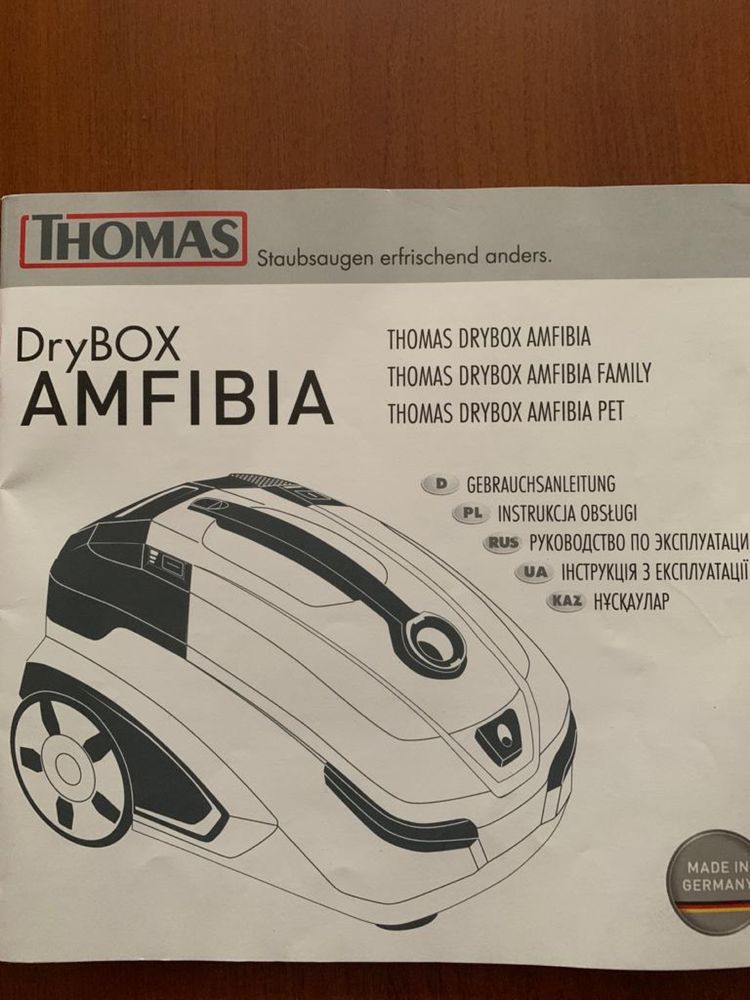 THOMAS
Staubsaugen erfrischend anders.
DryBOX
AMFIBIA
THOMAS DRYBOX AMFIBIA
THOMAS DRYBOX AMFIBIA FAMILY
THOMAS DRYBOX AMFIBIA PET
D GEBRAUCHSANLEITUNG
PL INSTRUKCJA OBSŁUGI
RUS РУКОВОДСТВО ПО ЭКСПЛУАТАЦИ
UA ІНСТРУКЦІЯ З ЕКСПЛУАТАЦІЇ
KAZ НҰСҚАУЛАР
MADE IN
GERMANY